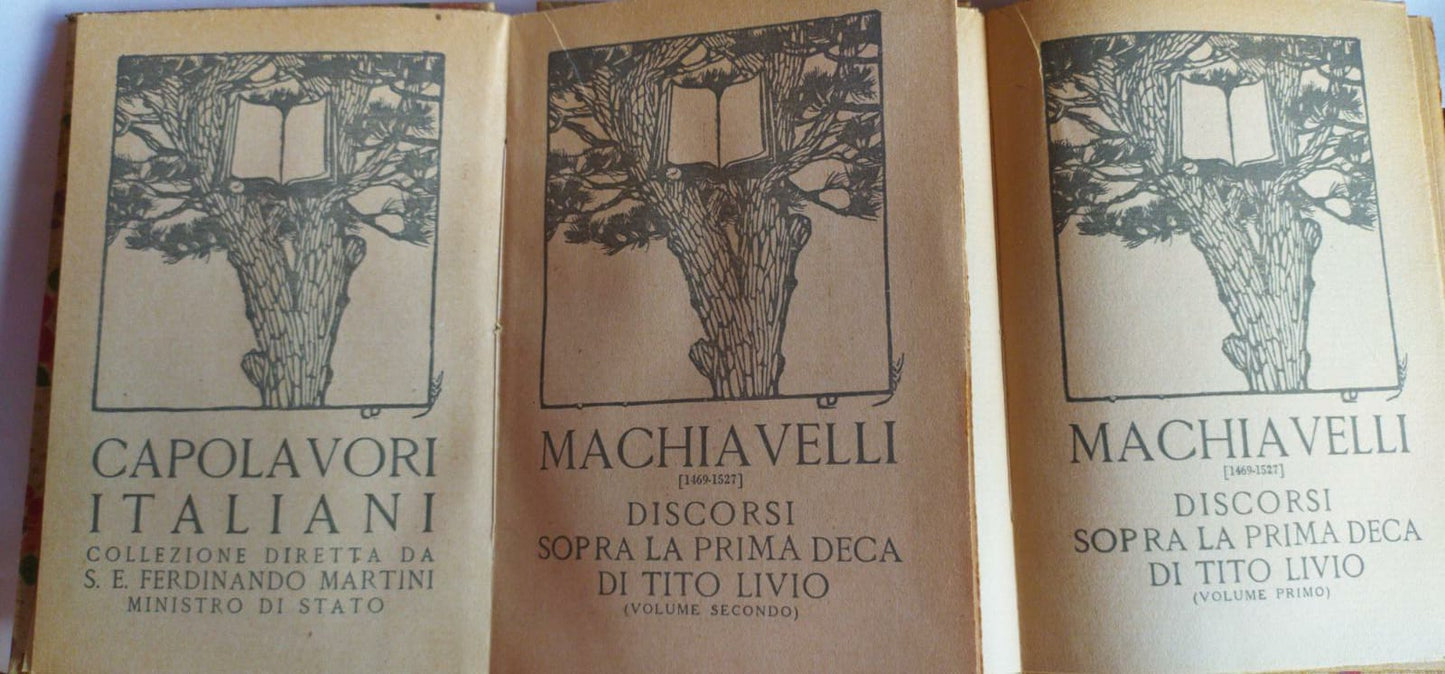 CAPOLAVORI
ITALIANI
COLLEZIONE DIRETTA DA
S. E. FERDINANDO MARTINI
MINISTRO DI STATO
MACHIAVELLI
[1469-1527]
DISCORSI
SOPRA LA PRIMA DECA
DI TITO LIVIO
(VOLUME SECONDO)
MACHIAVELLI
[1469-1527]
DISCORSI
SOPRA LA PRIMA DECA
DI TITO LIVIO
(VOLUME PRIMO)